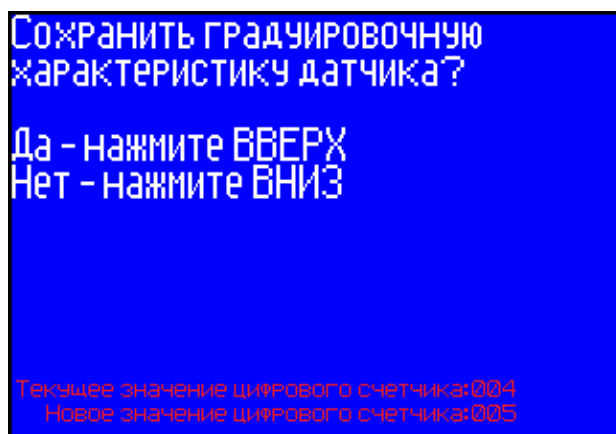 Сохранить градуировочную
характеристику датчика?
Да - нажмите ВВЕРХ
Нет - нажмите ВНИЗ
Текущее значение цифрового счетчика:004
Новое значение цифрового счетчика:005